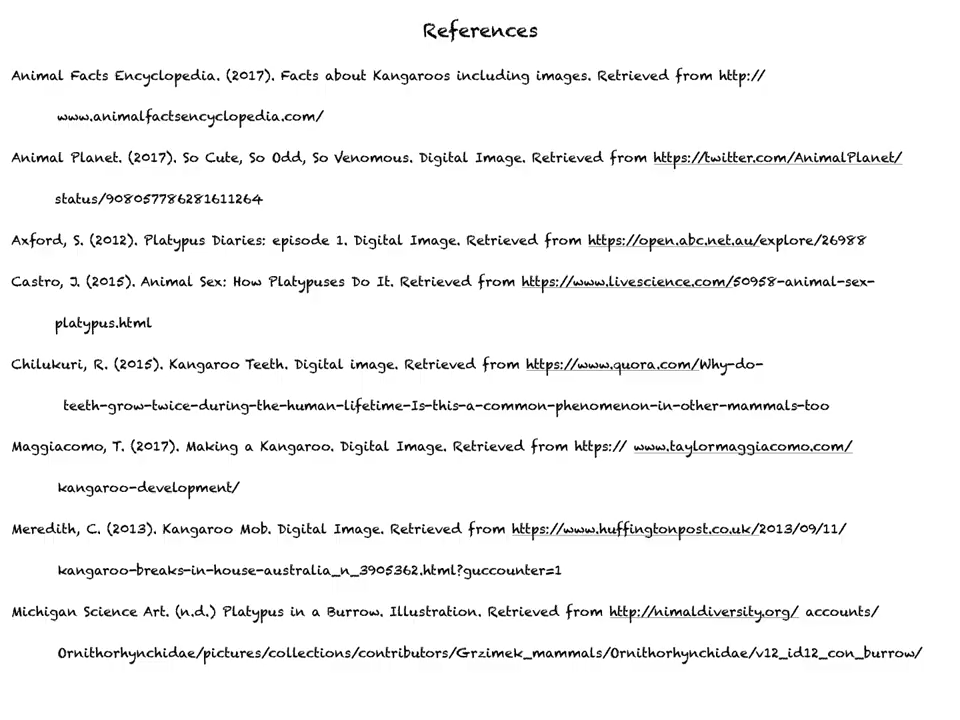 References
Animal Facts Encyclopedia. (2017). Facts about Kangaroos including images. Retrieved from http://
www.animalfactsencyclopedia.com/
Animal Planet. (2017). So Cute, So Odd, So Venomous. Digital Image. Retrieved from https://twitter.com/AnimalPlanet/
status/908057786281611264
Axford, S. (2012). Platypus Diaries: episode 1. Digital Image. Retrieved from https://open.abc.net.au/explore/26988
Castro, J. (2015). Animal Sex: How Platypuses Do It. Retrieved from https://www.livescience.com/50958-animal-sex-
platypus.html
Chilukuri, R. (2015). Kangaroo Teeth. Digital image. Retrieved from https://www.quora.com/Why-do-
teeth-grow-twice-during-the-human-lifetime-Is-this-a-common-phenomenon-in-other-mammals-too
Maggiacomo, T. (2017). Making a Kangaroo. Digital Image. Retrieved from https:// www.taylormaggiacomo.com/
kangaroo-development/
Meredith, C. (2013). Kangaroo Mob. Digital Image. Retrieved from https://www.huffingtonpost.co.uk/2013/09/11/
kangaroo-breaks-in-house-australia_n_3905362.html?guccounter=1
Michigan Science Art. (n.d.) Platypus in a Burrow. Illustration. Retrieved from http://nimaldiversity.org/ accounts/
Ornithorhynchidae/pictures/collections/contributors/Grzimek_mammals/Ornithorhynchidae/v12_id12_con_burrow/